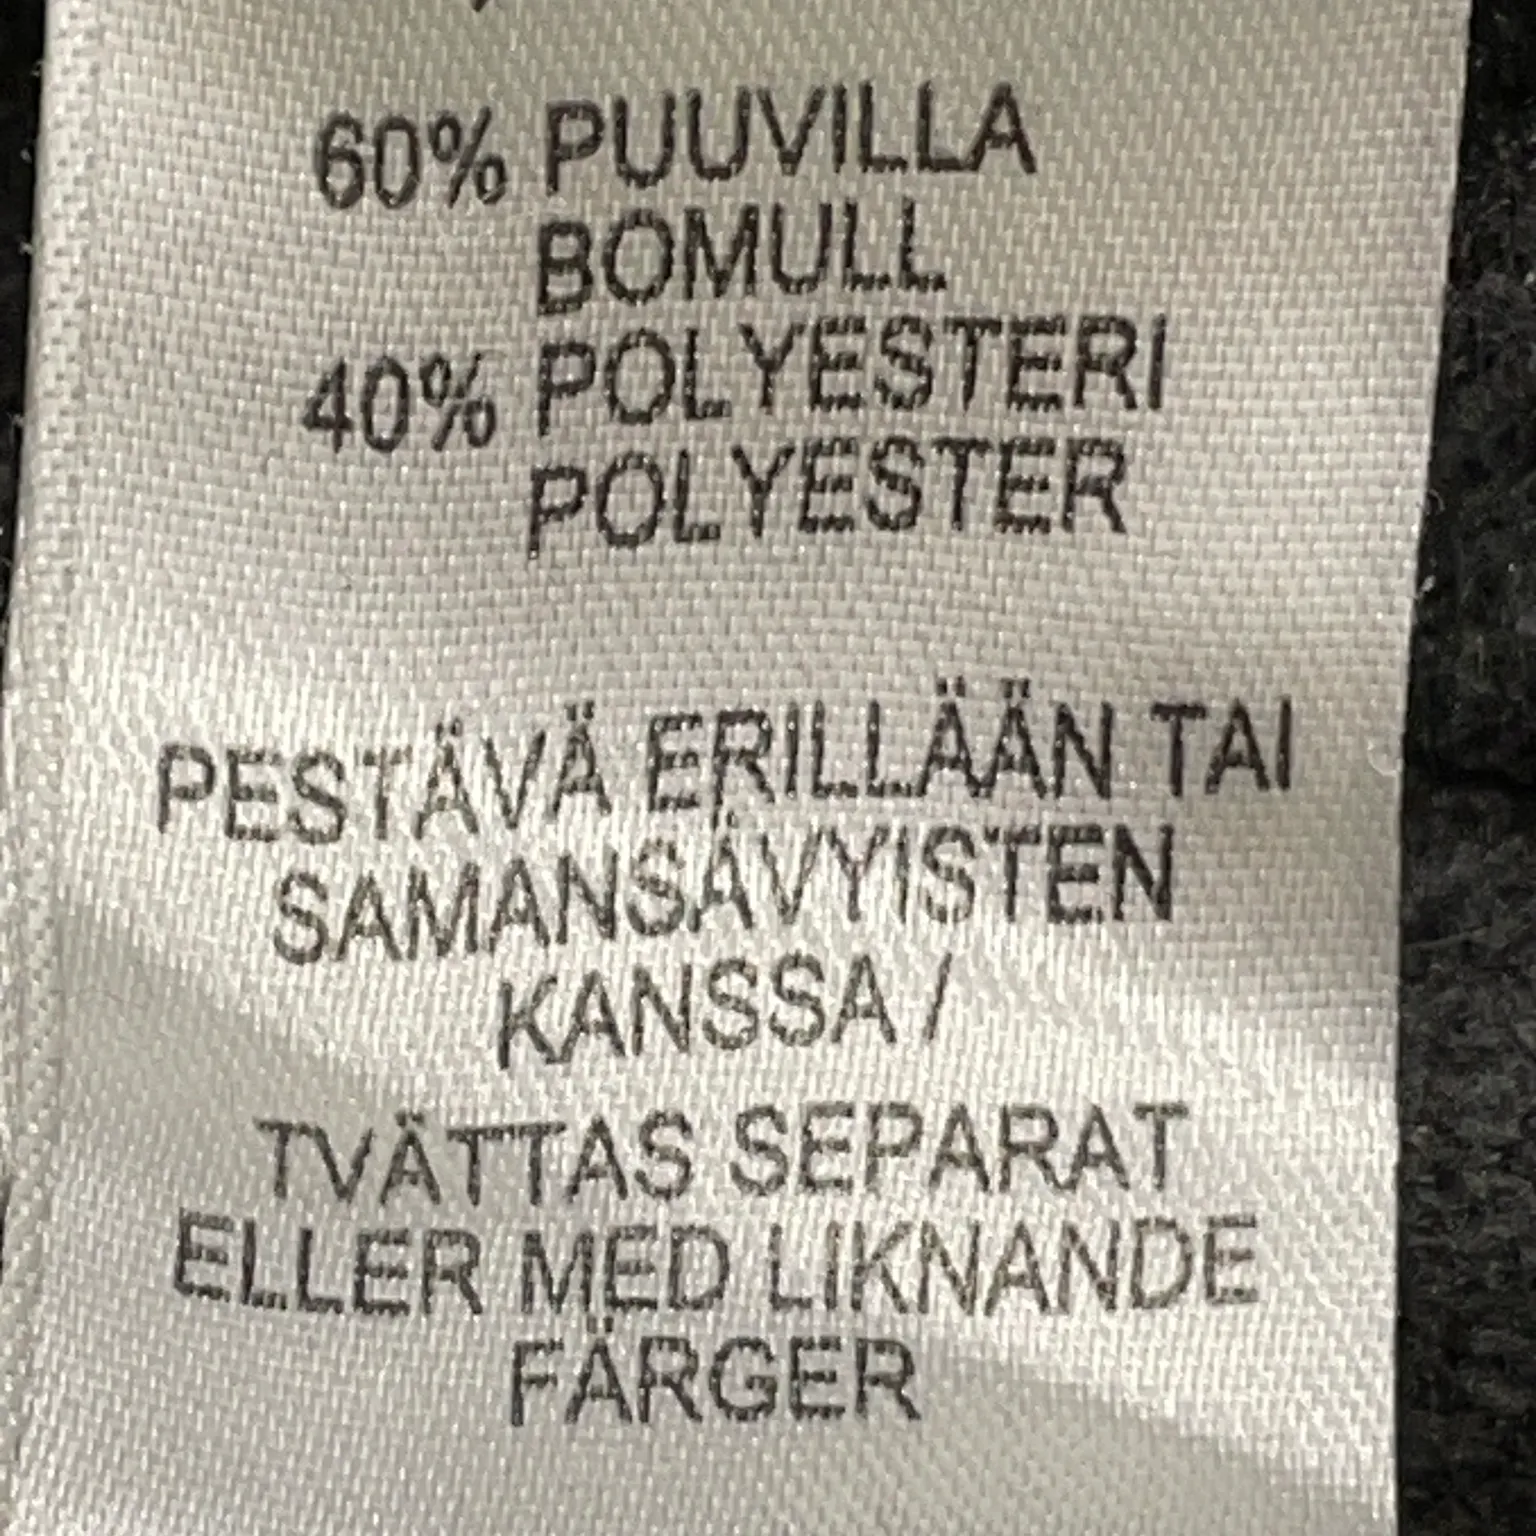 60% PUUVILLA
BOMULL
40% POLYESTERI
POLYESTER
PESTÄVÄ ERILLÄÄN TAI
SAMANSÄVYISTEN
KANSSA /
TVÄTTAS SEPARAT
ELLER MED LIKNANDE
FÄRGER